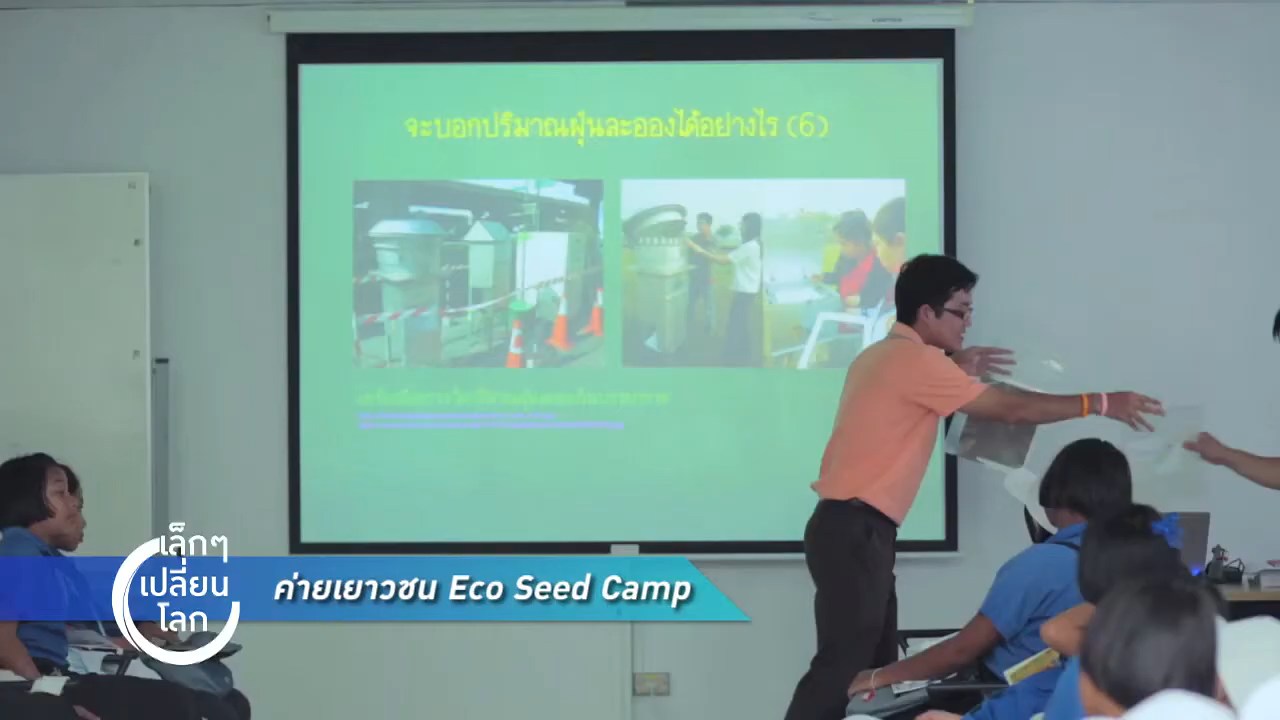 จะบอกปริมาณฝุ่นละอองได้อย่างไร (6)
เล็กๆ
เปลี่ยน
โลก
ค่ายเยาวชน Eco Seed Camp